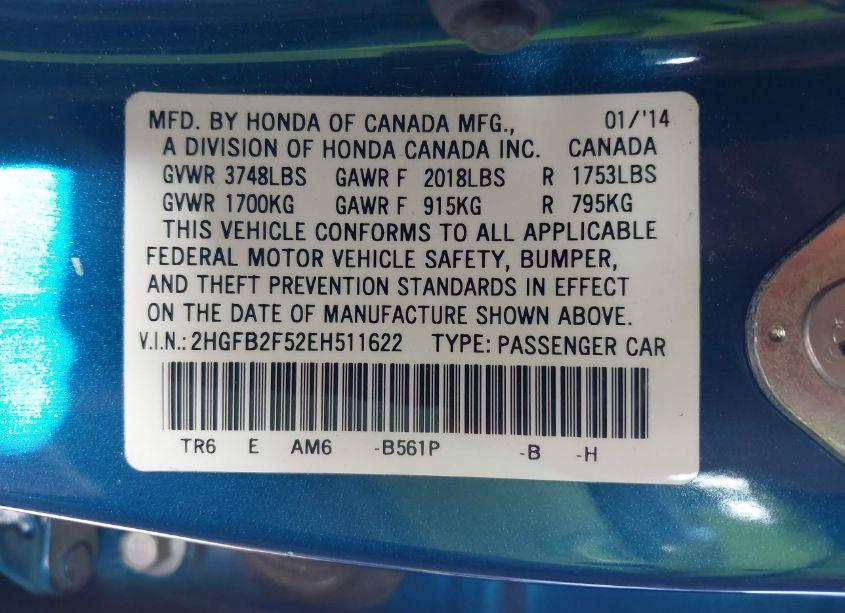 MFD. BY HONDA OF CANADA MFG., 01/'14
A DIVISION OF HONDA CANADA INC. CANADA
GVWR 3748LBS GAWR F 2018LBS R 1753LBS
GVWR 1700KG GAWR F 915KG R 795KG
THIS VEHICLE CONFORMS TO ALL APPLICABLE
FEDERAL MOTOR VEHICLE SAFETY, BUMPER,
AND THEFT PREVENTION STANDARDS IN EFFECT
ON THE DATE OF MANUFACTURE SHOWN ABOVE.
V.I.N.: 2HGFB2F52EH511622 TYPE: PASSENGER CAR
TR6 E AM6 -B561P -B -H